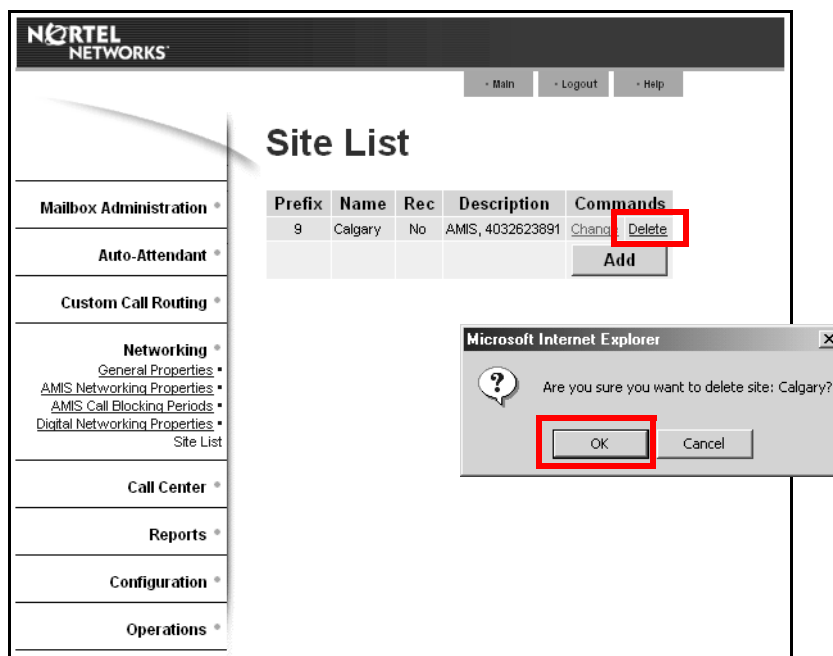 NORTEL
NETWORKS
Main
Logout
Help
Site List
Mailbox Administration
Auto-Attendant
Custom Call Routing
Networking
General Properties
AMIS Networking Properties
AMIS Call Blocking Periods
Digital Networking Properties
Site List
Call Center
Reports
Configuration
Operations
Prefix Name Rec Description Commands
9 Calgary No AMIS, 4032623891 Change Delete
Add
Microsoft Internet Explorer
Are you sure you want to delete site: Calgary?
OK Cancel